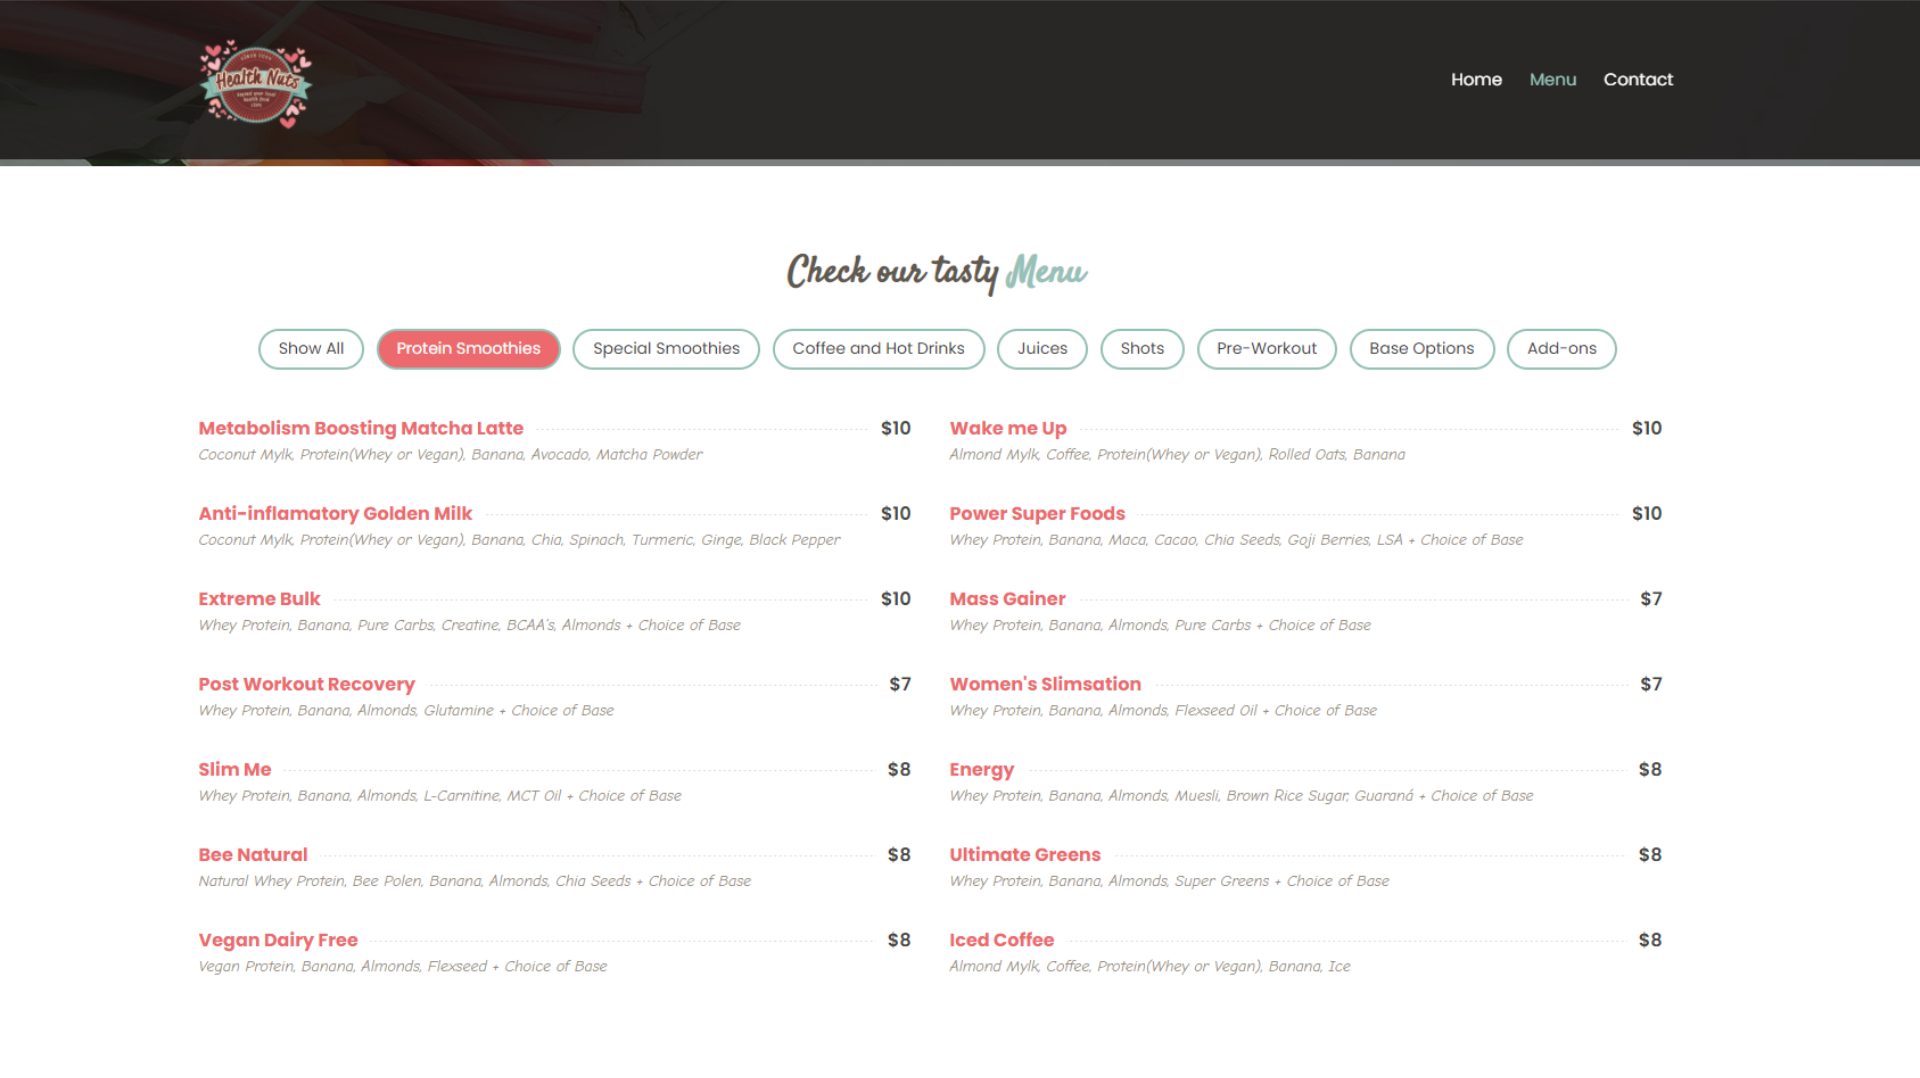 Health Nuts
Home
Menu
Contact
Check our tasty Menu
Show All
Protein Smoothies
Special Smoothies
Coffee and Hot Drinks
Juices
Shots
Pre-Workout
Base Options
Add-ons
Metabolism Boosting Matcha Latte $10
Coconut Mylk, Protein(Whey or Vegan), Banana, Avocado, Matcha Powder
Wake me Up $10
Almond Mylk, Coffee, Protein(Whey or Vegan), Rolled Oats, Banana
Anti-inflamatory Golden Milk $10
Coconut Mylk, Protein(Whey or Vegan), Banana, Chia, Spinach, Turmeric, Ginge, Black Pepper
Power Super Foods $10
Whey Protein, Banana, Maca, Cacao, Chia Seeds, Goji Berries, LSA + Choice of Base
Extreme Bulk $10
Whey Protein, Banana, Pure Carbs, Creatine, BCAA's, Almonds + Choice of Base
Mass Gainer $7
Whey Protein, Banana, Almonds, Pure Carbs + Choice of Base
Post Workout Recovery $7
Whey Protein, Banana, Almonds, Glutamine + Choice of Base
Women's Slimsation $7
Whey Protein, Banana, Almonds, Flexseed Oil + Choice of Base
Slim Me $8
Whey Protein, Banana, Almonds, L-Carnitine, MCT Oil + Choice of Base
Energy $8
Whey Protein, Banana, Almonds, Muesli, Brown Rice Sugar, Guaraná + Choice of Base
Bee Natural $8
Natural Whey Protein, Bee Polen, Banana, Almonds, Chia Seeds + Choice of Base
Ultimate Greens $8
Whey Protein, Banana, Almonds, Super Greens + Choice of Base
Vegan Dairy Free $8
Vegan Protein, Banana, Almonds, Flexseed + Choice of Base
Iced Coffee $8
Almond Mylk, Coffee, Protein(Whey or Vegan), Banana, Ice